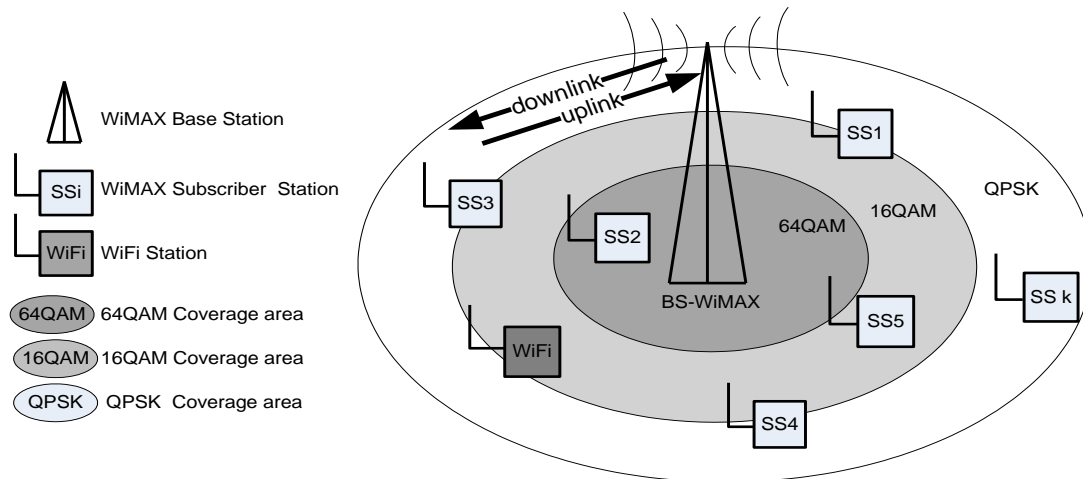 WiMAX Base Station
SSi WiMAX Subscriber Station
WiFi WiFi Station
64QAM 64QAM Coverage area
16QAM 16QAM Coverage area
QPSK QPSK Coverage area
downlink
uplink
SS1
SS3
QPSK
16QAM
64QAM
SS2
BS-WiMAX
SS k
SS5
WiFi
SS4